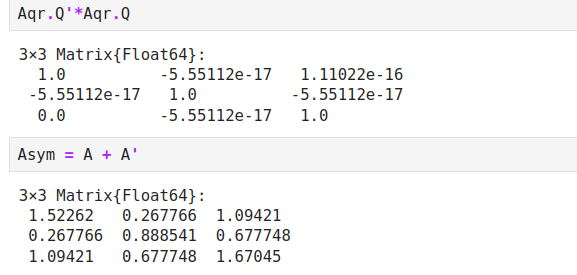 Aqr.Q'*Aqr.Q
3×3 Matrix{Float64}:
1.0 -5.55112e-17 1.11022e-16
-5.55112e-17 1.0 -5.55112e-17
0.0 -5.55112e-17 1.0
Asym = A + A'
3×3 Matrix{Float64}:
1.52262 0.267766 1.09421
0.267766 0.888541 0.677748
1.09421 0.677748 1.67045